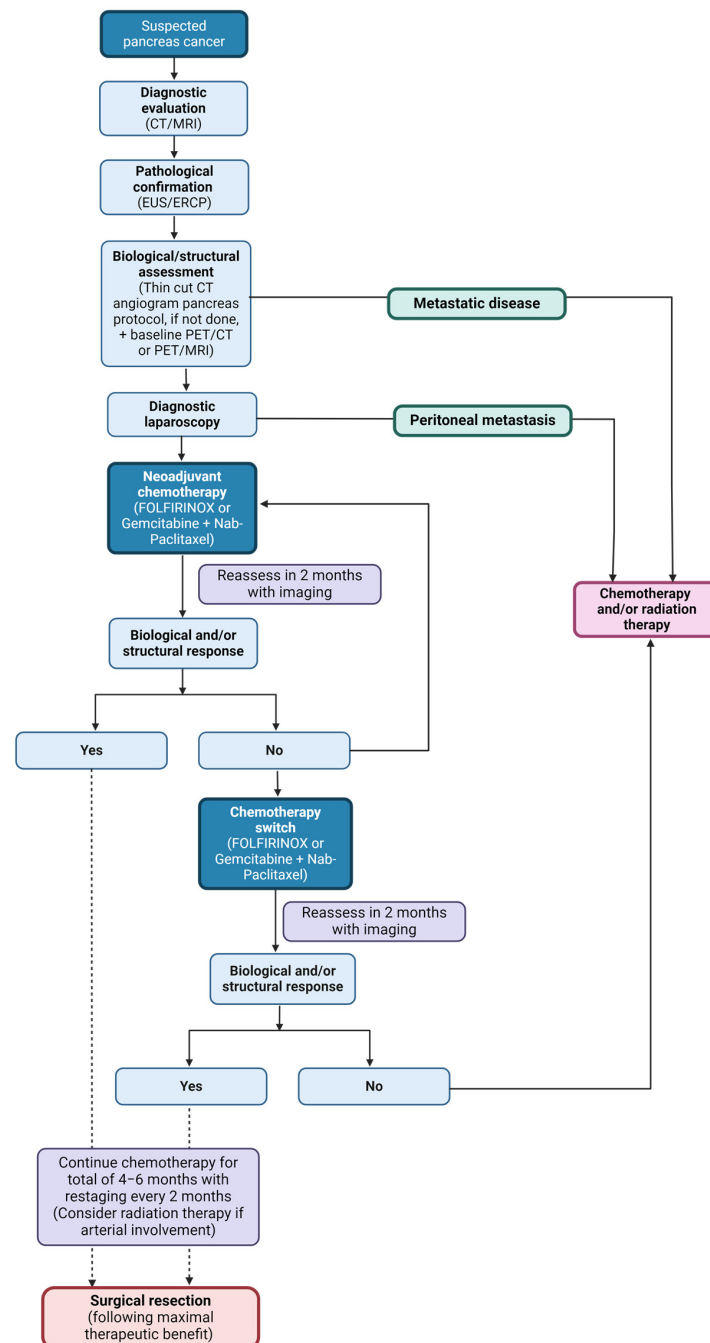 Suspected
pancreas cancer
Diagnostic
evaluation
(CT/MRI)
Pathological
confirmation
(EUS/ERCP)
Biological/structural
assessment
(Thin cut CT
angiogram pancreas
protocol, if not done,
+ baseline PET/CT
or PET/MRI)
Metastatic disease
Diagnostic
laparoscopy
Peritoneal metastasis
Neoadjuvant
chemotherapy
(FOLFIRINOX or
Gemcitabine + Nab-
Paclitaxel)
Reassess in 2 months
with imaging
Chemotherapy
and/or radiation
therapy
Biological and/or
structural response
Yes
No
Chemotherapy
switch
(FOLFIRINOX or
Gemcitabine + Nab-
Paclitaxel)
Reassess in 2 months
with imaging
Biological and/or
structural response
Yes
No
Continue chemotherapy for
total of 4–6 months with
restaging every 2 months
(Consider radiation therapy if
arterial involvement)
Surgical resection
(following maximal
therapeutic benefit)